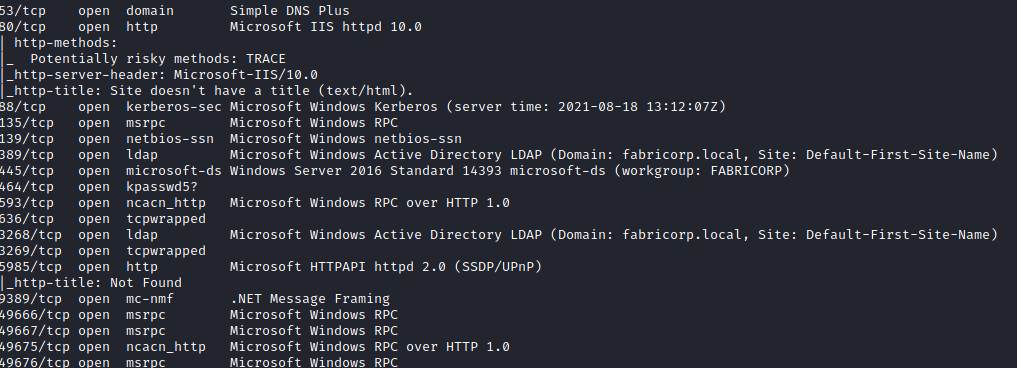 53/tcp open domain Simple DNS Plus
80/tcp open http Microsoft IIS httpd 10.0
| http-methods:
|_ Potentially risky methods: TRACE
|_http-server-header: Microsoft-IIS/10.0
|_http-title: Site doesn't have a title (text/html).
88/tcp open kerberos-sec Microsoft Windows Kerberos (server time: 2021-08-18 13:12:07Z)
135/tcp open msrpc Microsoft Windows RPC
139/tcp open netbios-ssn Microsoft Windows netbios-ssn
389/tcp open ldap Microsoft Windows Active Directory LDAP (Domain: fabricorp.local, Site: Default-First-Site-Name)
445/tcp open microsoft-ds Windows Server 2016 Standard 14393 microsoft-ds (workgroup: FABRICORP)
464/tcp open kpasswd5?
593/tcp open ncacn_http Microsoft Windows RPC over HTTP 1.0
636/tcp open tcpwrapped
3268/tcp open ldap Microsoft Windows Active Directory LDAP (Domain: fabricorp.local, Site: Default-First-Site-Name)
3269/tcp open tcpwrapped
5985/tcp open http Microsoft HTTPAPI httpd 2.0 (SSDP/UPnP)
|_http-title: Not Found
9389/tcp open mc-nmf .NET Message Framing
49666/tcp open msrpc Microsoft Windows RPC
49667/tcp open msrpc Microsoft Windows RPC
49675/tcp open ncacn_http Microsoft Windows RPC over HTTP 1.0
49676/tcp open msrpc Microsoft Windows RPC